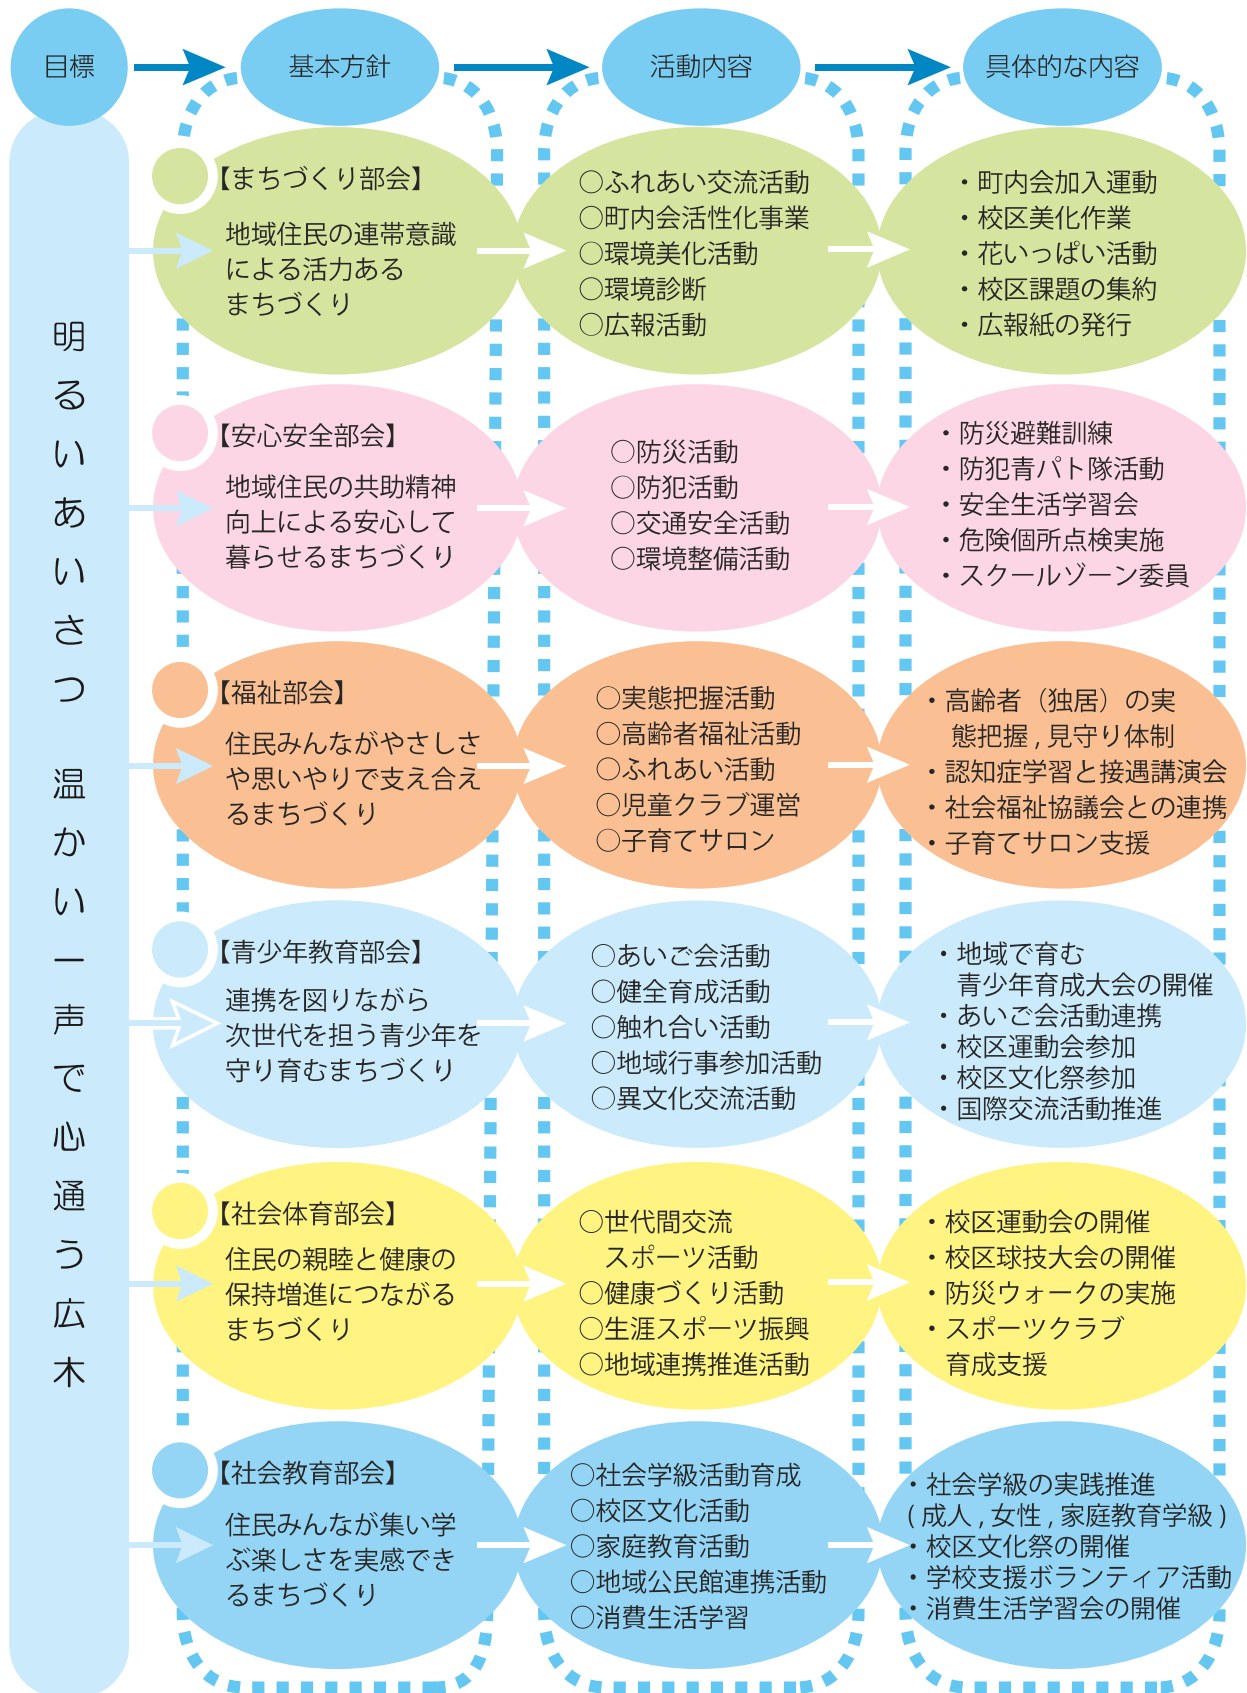 目標
基本方針
活動内容
具体的な内容
明るいあいさつ 温かい一声で心通う広木
【まちづくり部会】
地域住民の連帯意識
による活力ある
まちづくり
○ふれあい交流活動
○町内会活性化事業
○環境美化活動
○環境診断
○広報活動
・町内会加入運動
・校区美化作業
・花いっぱい活動
・校区課題の集約
・広報紙の発行
【安心安全部会】
地域住民の共助精神
向上による安心して
暮らせるまちづくり
○防災活動
○防犯活動
○交通安全活動
○環境整備活動
・防災避難訓練
・防犯青パト隊活動
・安全生活学習会
・危険個所点検実施
・スクールゾーン委員
【福祉部会】
住民みんながやさしさ
や思いやりで支え合え
るまちづくり
○実態把握活動
○高齢者福祉活動
○ふれあい活動
○児童クラブ運営
○子育てサロン
・高齢者（独居）の実
態把握,見守り体制
・認知症学習と接遇講演会
・社会福祉協議会との連携
・子育てサロン支援
【青少年教育部会】
連携を図りながら
次世代を担う青少年を
守り育むまちづくり
○あいご会活動
○健全育成活動
○触れ合い活動
○地域行事参加活動
○異文化交流活動
・地域で育む
青少年育成大会の開催
・あいご会活動連携
・校区運動会参加
・校区文化祭参加
・国際交流活動推進
【社会体育部会】
住民の親睦と健康の
保持増進につながる
まちづくり
○世代間交流
スポーツ活動
○健康づくり活動
○生涯スポーツ振興
○地域連携推進活動
・校区運動会の開催
・校区球技大会の開催
・防災ウォークの実施
・スポーツクラブ
育成支援
【社会教育部会】
住民みんなが集い学
ぶ楽しさを実感でき
るまちづくり
○社会学級活動育成
○校区文化活動
○家庭教育活動
○地域公民館連携活動
○消費生活学習
・社会学級の実践推進
(成人,女性,家庭教育学級)
・校区文化祭の開催
・学校支援ボランティア活動
・消費生活学習会の開催